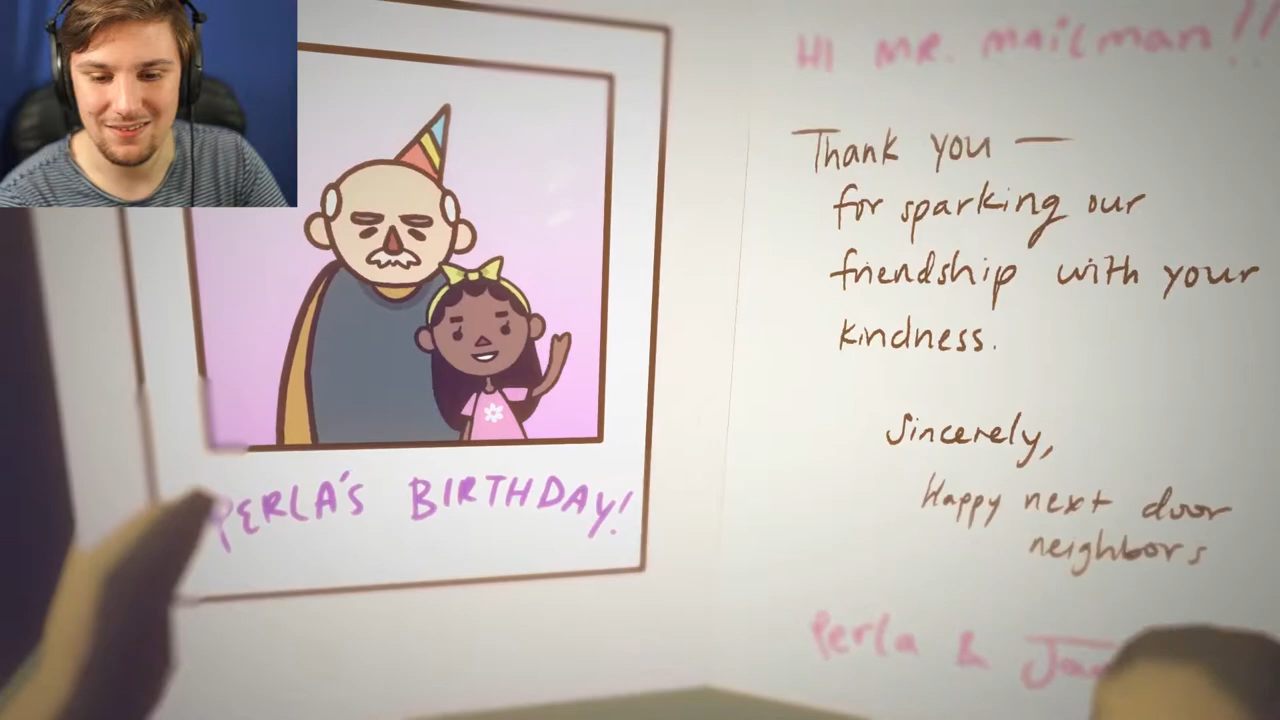 HI MR. MAILMAN!!
Thank you —
for sparking our
friendship with your
kindness.
Sincerely,
Happy next door
neighbors
Perla &
PERLA'S BIRTHDAY!